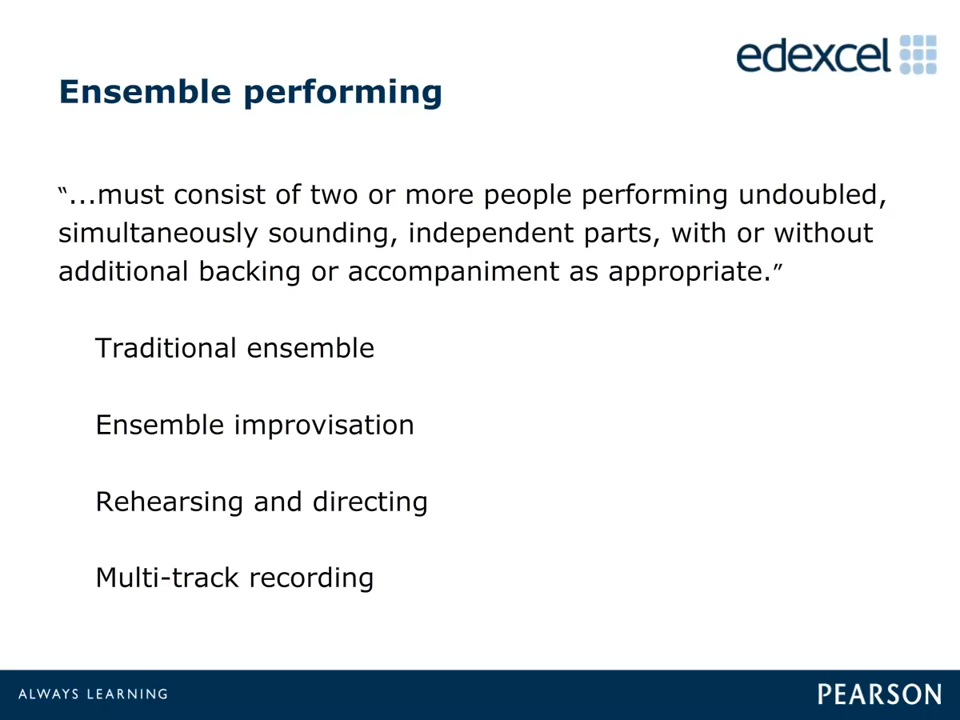 edexcel
Ensemble performing
“...must consist of two or more people performing undoubled,
simultaneously sounding, independent parts, with or without
additional backing or accompaniment as appropriate.”
Traditional ensemble
Ensemble improvisation
Rehearsing and directing
Multi-track recording
ALWAYS LEARNING
PEARSON